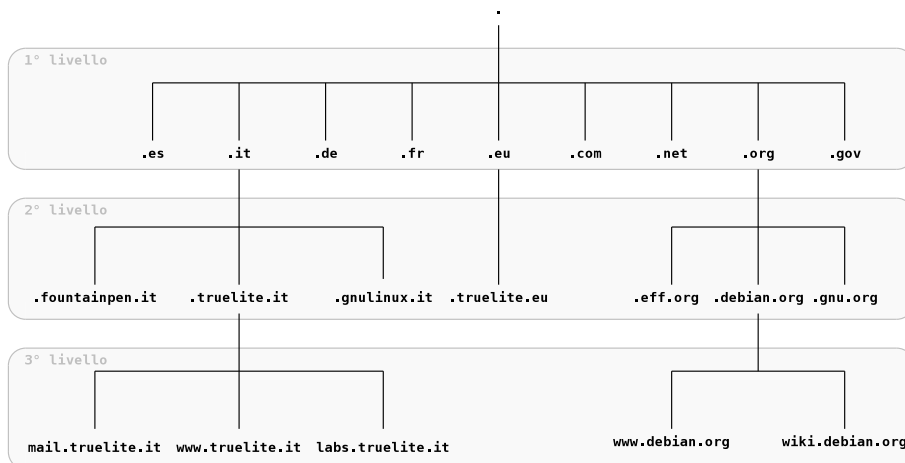 .
1° livello
.es .it .de .fr .eu .com .net .org .gov
2° livello
.fountainpen.it .truelite.it .gnulinux.it .truelite.eu .eff.org .debian.org .gnu.org
3° livello
mail.truelite.it www.truelite.it labs.truelite.it www.debian.org wiki.debian.org